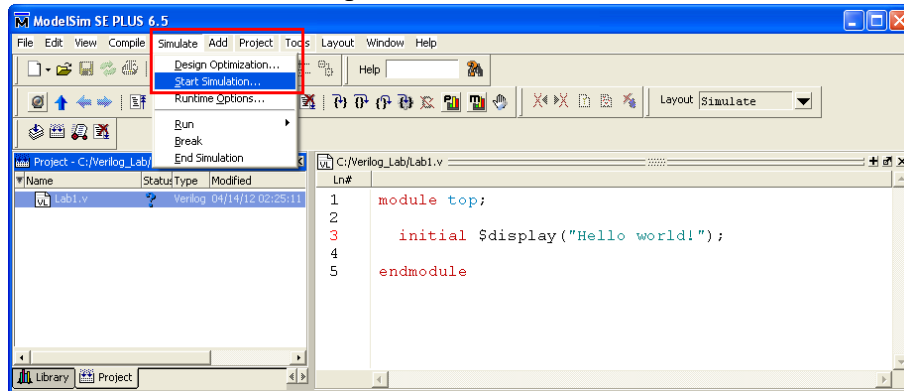 ModelSim SE PLUS 6.5
File Edit View Compile Simulate Add Project Tools Layout Window Help
Design Optimization...
Start Simulation...
Runtime Options...
Run
Break
End Simulation
Help
Layout Simulate
Project - C:/Verilog_Lab/
Name Status Type Modified
Lab1.v ? Verilog 04/14/12 02:25:11
C:/Verilog_Lab/Lab1.v
Ln#
1 module top;
2
3 initial $display("Hello world!");
4
5 endmodule
Library Project